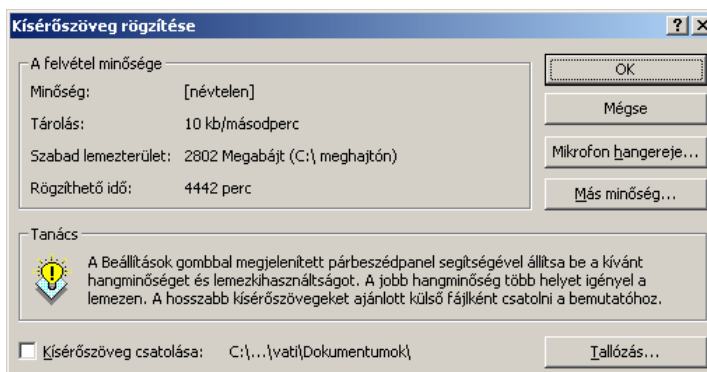 Kísérőszöveg rögzítése
A felvétel minősége
Minőség: [névtelen]
Tárolás: 10 kb/másodperc
Szabad lemezterület: 2802 Megabájt (C:\ meghajtón)
Rögzíthető idő: 4442 perc
OK
Mégse
Mikrofon hangereje...
Más minőség...
Tanács
A Beállítások gombbal megjelenített párbeszédpanel segítségével állítsa be a kívánt
hangminőséget és lemezkihasználtságot. A jobb hangminőség több helyet igényel a
lemezen. A hosszabb kísérőszövegeket ajánlott külső fájlként csatolni a bemutatóhoz.
Kísérőszöveg csatolása: C:\...\vati\Dokumentumok\
Tallózás...